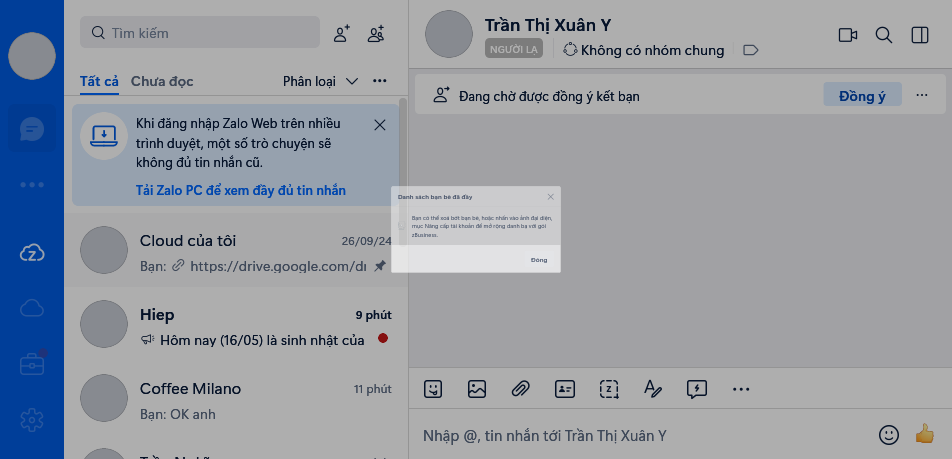 Tìm kiếm
Tất cả Chưa đọc Phân loại
Khi đăng nhập Zalo Web trên nhiều
trình duyệt, một số trò chuyện sẽ
không đủ tin nhắn cũ.
Tải Zalo PC để xem đầy đủ tin nhắn
Cloud của tôi 26/09/24
Bạn: https://drive.google.com/dr
Hiep 9 phút
Hôm nay (16/05) là sinh nhật của
Coffee Milano 11 phút
Bạn: OK anh
Trần Thị Xuân Y
NGƯỜI LẠ Không có nhóm chung
Đang chờ được đồng ý kết bạn Đồng ý
Danh sách bạn bè đã đầy
Bạn có thể xoá bớt bạn bè, hoặc nhấn vào ảnh đại diện,
mục Nâng cấp tài khoản để mở rộng danh bạ với gói
zBusiness.
Đóng
Nhập @, tin nhắn tới Trần Thị Xuân Y